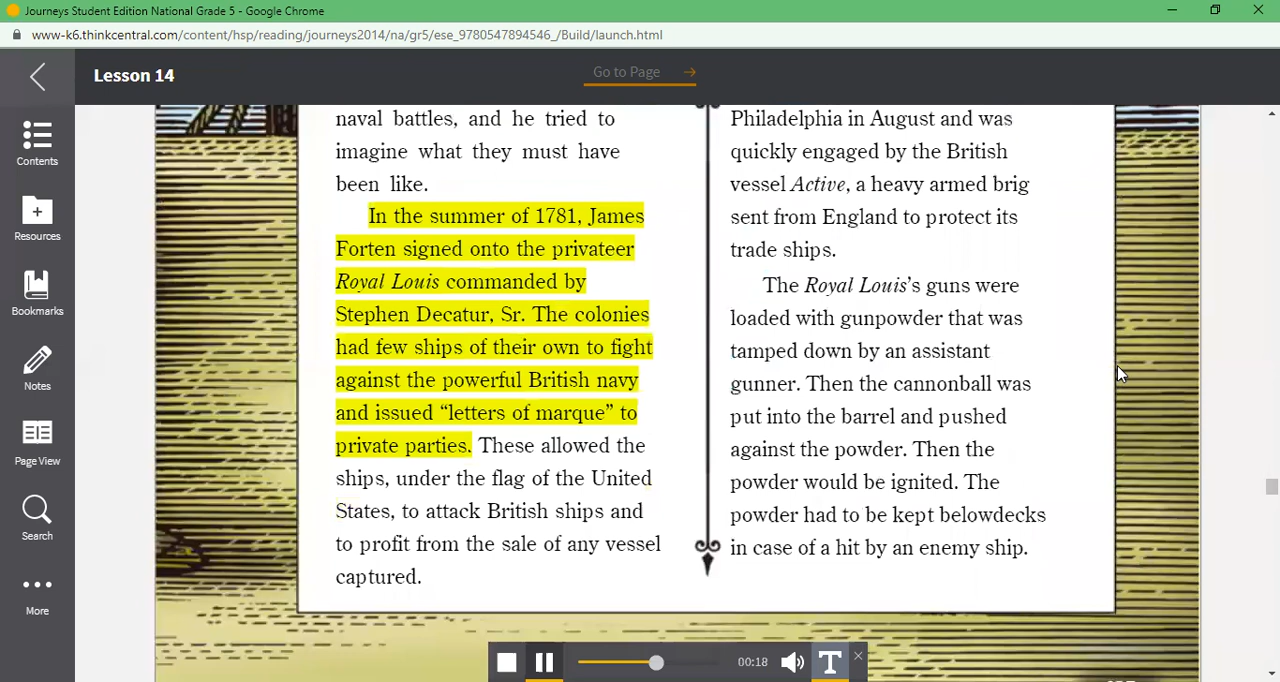 Journeys Student Edition National Grade 5 - Google Chrome
www-k6.thinkcentral.com/content/hsp/reading/journeys2014/na/gr5/ese_9780547894546_/Build/launch.html
Lesson 14
Go to Page
Contents
Resources
Bookmarks
Notes
Page View
Search
More
naval battles, and he tried to
imagine what they must have
been like.
In the summer of 1781, James
Forten signed onto the privateer
Royal Louis commanded by
Stephen Decatur, Sr. The colonies
had few ships of their own to fight
against the powerful British navy
and issued “letters of marque” to
private parties. These allowed the
ships, under the flag of the United
States, to attack British ships and
to profit from the sale of any vessel
captured.
Philadelphia in August and was
quickly engaged by the British
vessel Active, a heavy armed brig
sent from England to protect its
trade ships.
The Royal Louis’s guns were
loaded with gunpowder that was
tamped down by an assistant
gunner. Then the cannonball was
put into the barrel and pushed
against the powder. Then the
powder would be ignited. The
powder had to be kept belowdecks
in case of a hit by an enemy ship.
00:18
T